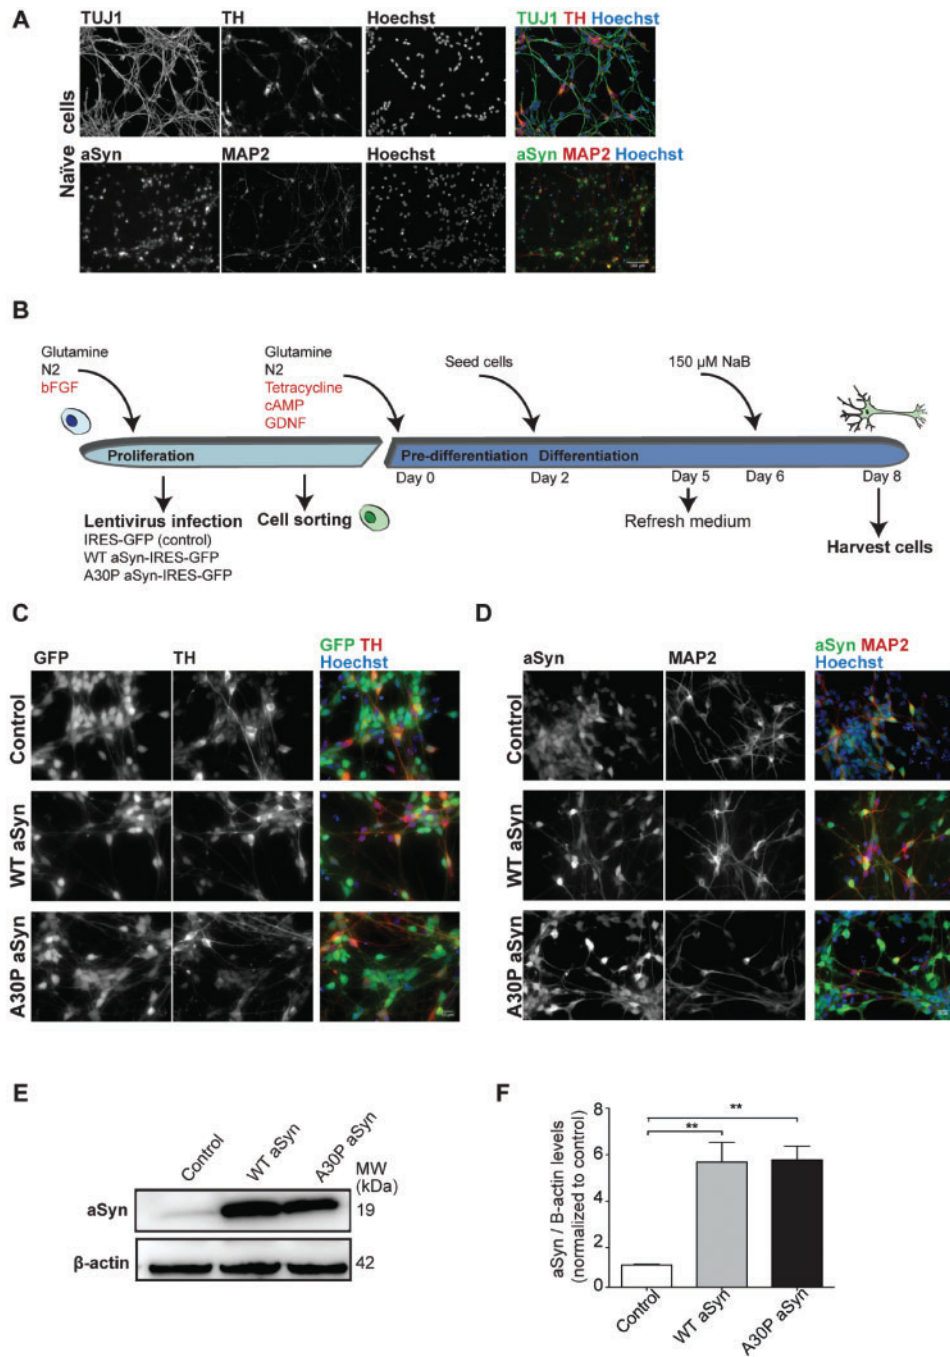 A
TUJ1 TH Hoechst TUJ1 TH Hoechst
Naïve cells
aSyn MAP2 Hoechst aSyn MAP2 Hoechst
B
Glutamine
N2
bFGF
Glutamine
N2
Tetracycline
cAMP
GDNF
Seed cells
150 µM NaB
Proliferation
Pre-differentiation Differentiation
Day 0 Day 2 Day 5 Day 6 Day 8
Lentivirus infection
IRES-GFP (control)
WT aSyn-IRES-GFP
A30P aSyn-IRES-GFP
Cell sorting
Refresh medium
Harvest cells
C
GFP TH
GFP TH
Hoechst
Control
WT aSyn
A30P aSyn
D
aSyn MAP2
aSyn MAP2
Hoechst
Control
WT aSyn
A30P aSyn
E
Control
WT aSyn
A30P aSyn
MW
(kDa)
aSyn 19
β-actin 42
F
aSyn / B-actin levels
(normalized to control)
8
6
4
2
0
**
**
Control
WT aSyn
A30P aSyn